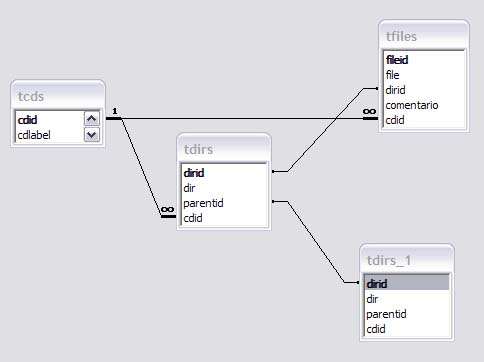 tfiles
fileid
file
dirid
comentario
cdid
tcds
cdid
cdlabel
1
∞
tdirs
dirid
dir
parentid
cdid
∞
tdirs_1
dirid
dir
parentid
cdid